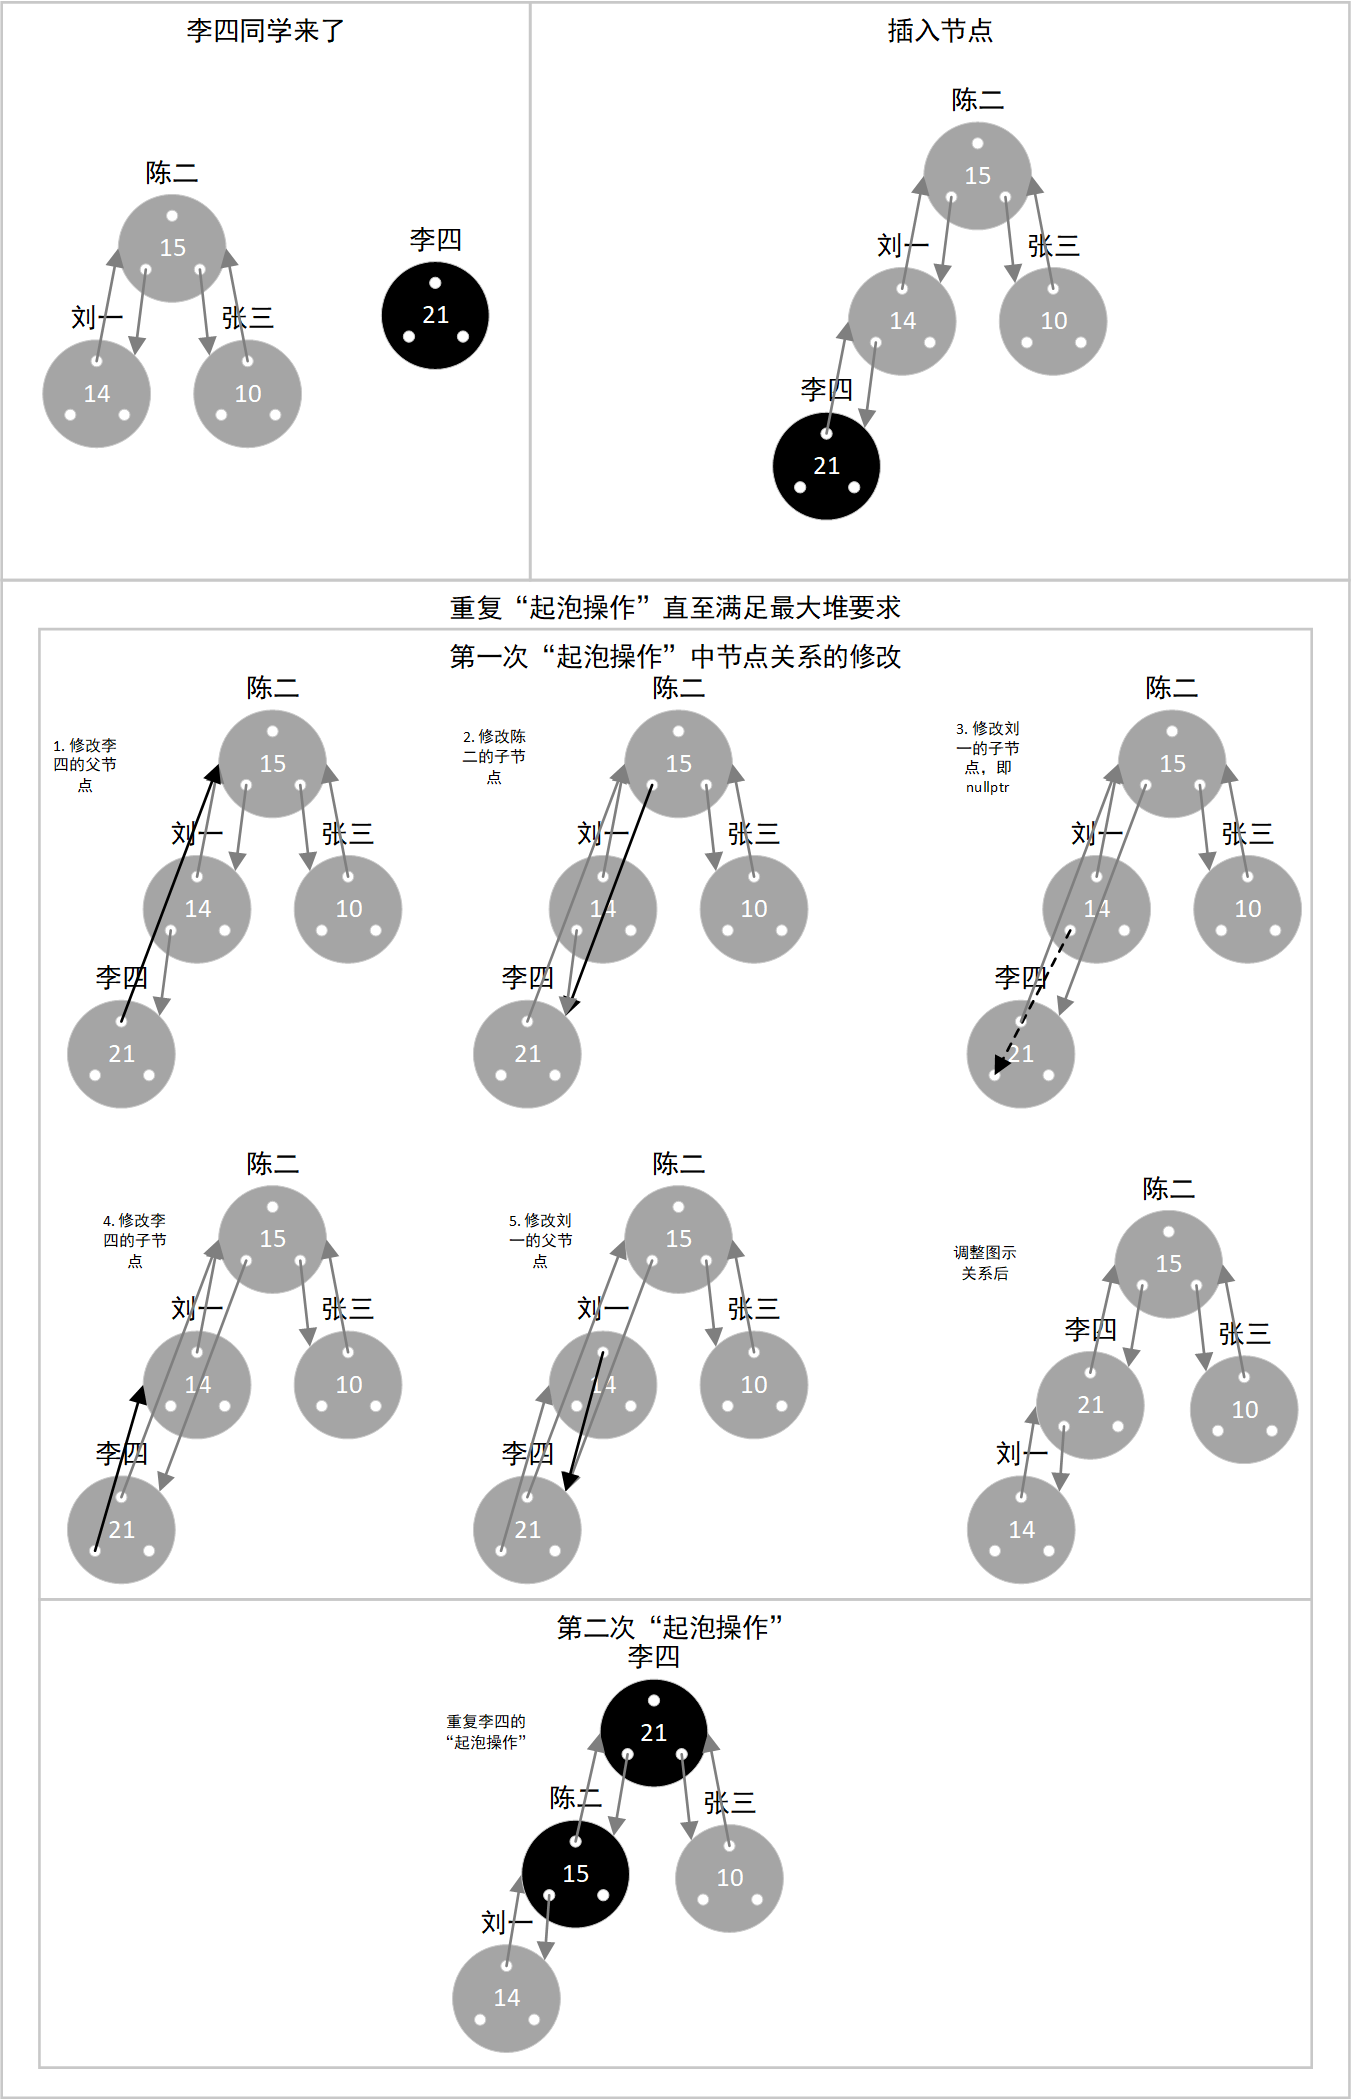 李四同学来了
陈二
15
刘一
张三
14
10
李四
21
插入节点
陈二
15
刘一
张三
14
10
李四
21
重复“起泡操作”直至满足最大堆要求
第一次“起泡操作”中节点关系的修改
1. 修改李
四的父节
点
陈二
15
刘一
张三
14
10
李四
21
2. 修改陈
二的子节
点
陈二
15
刘一
张三
14
10
李四
21
3. 修改刘
一的子节
点，即
nullptr
陈二
15
刘一
张三
14
10
李四
21
4. 修改李
四的子节
点
陈二
15
刘一
张三
14
10
李四
21
5. 修改刘
一的父节
点
陈二
15
刘一
张三
14
10
李四
21
调整图示
关系后
陈二
15
李四
张三
21
10
刘一
14
第二次“起泡操作”
李四
21
重复李四的
“起泡操作”
陈二
张三
15
10
刘一
14